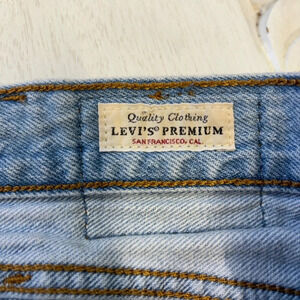 Quality Clothing
LEVI'S® PREMIUM
SAN FRANCISCO, CAL.